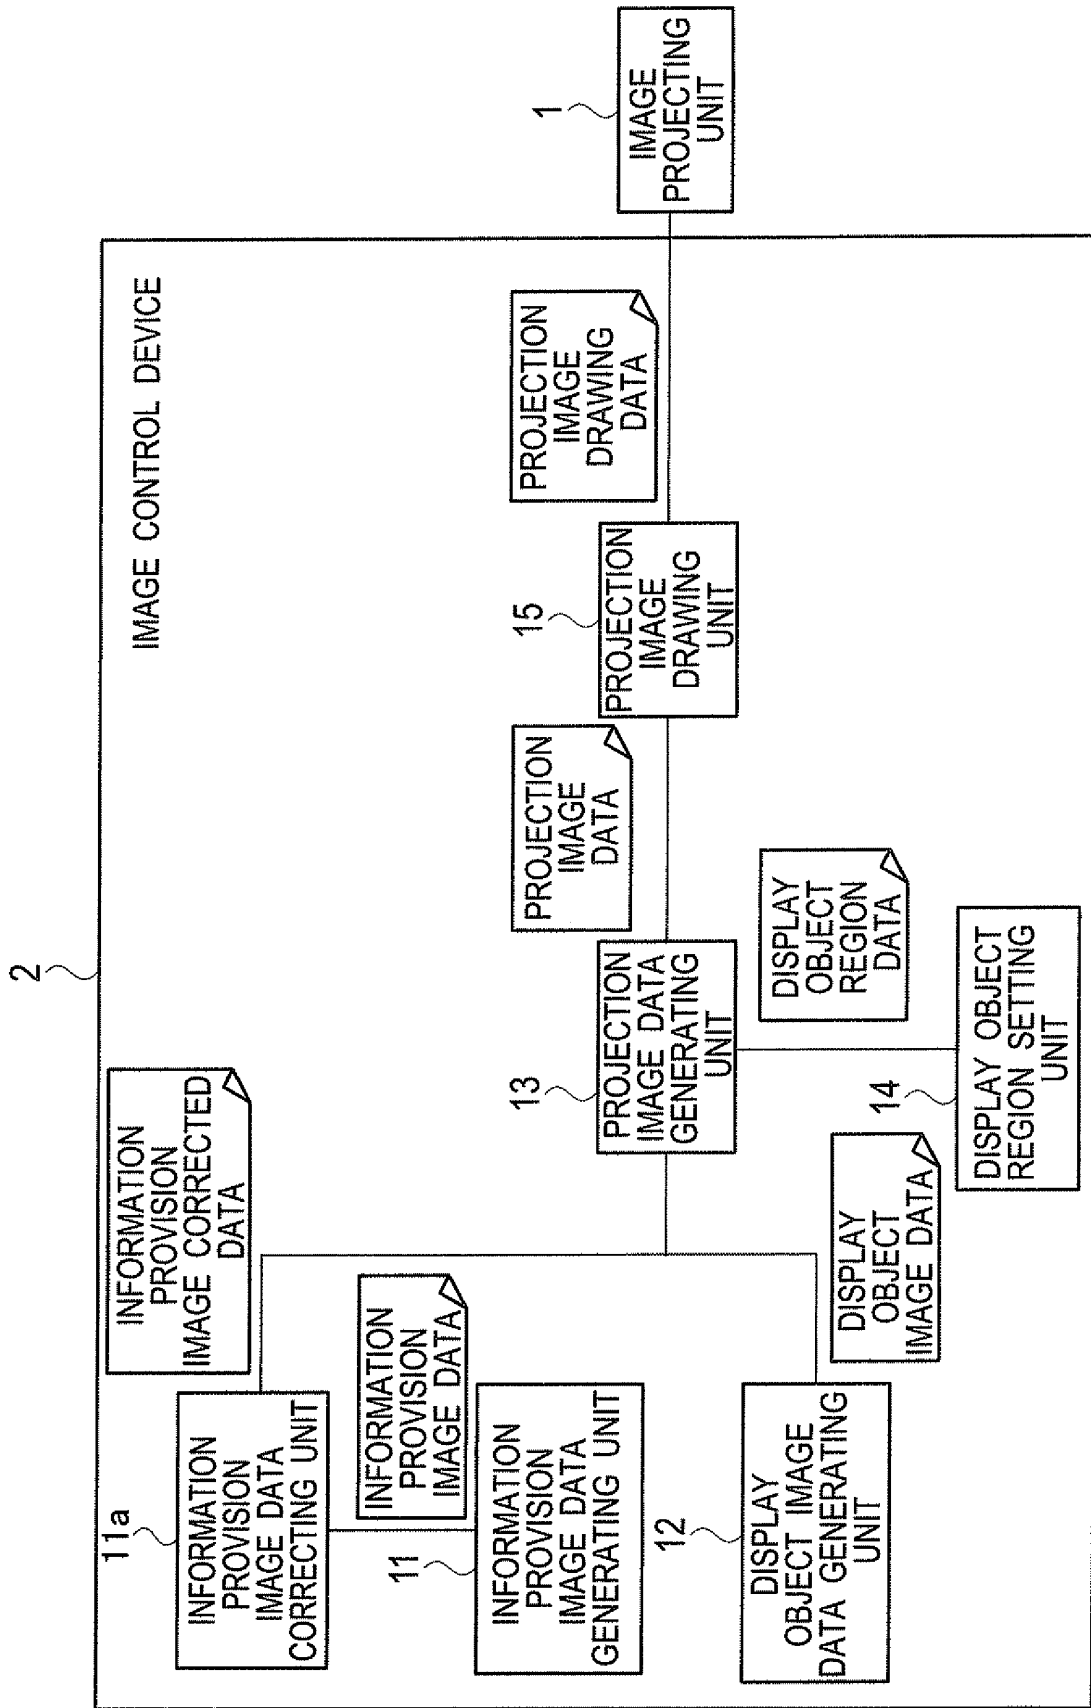 2
IMAGE CONTROL DEVICE
INFORMATION
PROVISION
IMAGE CORRECTED
DATA
11a
INFORMATION
PROVISION
IMAGE DATA
CORRECTING UNIT
INFORMATION
PROVISION
IMAGE DATA
11
INFORMATION
PROVISION
IMAGE DATA
GENERATING UNIT
12
DISPLAY
OBJECT IMAGE
DATA GENERATING
UNIT
DISPLAY
OBJECT
IMAGE DATA
13
PROJECTION
IMAGE DATA
GENERATING
UNIT
DISPLAY
OBJECT
REGION
DATA
14
DISPLAY OBJECT
REGION SETTING
UNIT
PROJECTION
IMAGE
DATA
15
PROJECTION
IMAGE
DRAWING
UNIT
PROJECTION
IMAGE
DRAWING
DATA
1
IMAGE
PROJECTING
UNIT